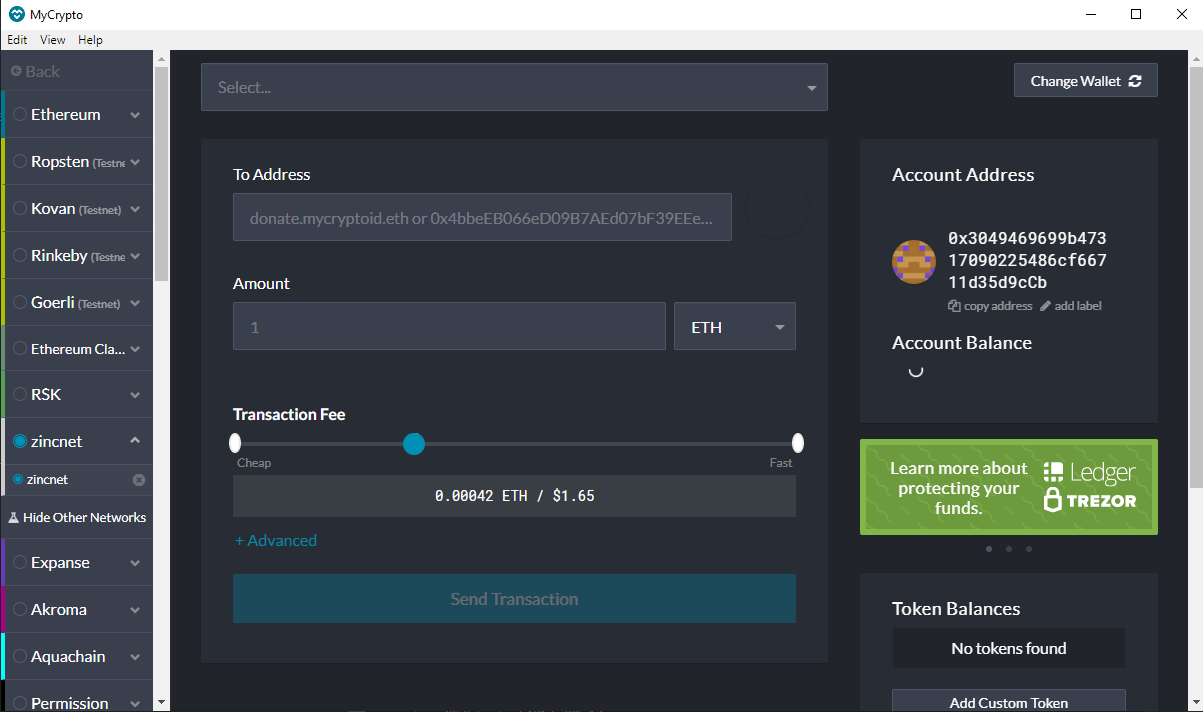 MyCrypto
Edit View Help
Back
Ethereum
Ropsten (Testne
Kovan (Testnet)
Rinkeby (Testne
Goerli (Testnet)
Ethereum Cla...
RSK
zincnet
zincnet
Hide Other Networks
Expanse
Akroma
Aquachain
Permission
Select...
Change Wallet
To Address
donate.mycryptoid.eth or 0x4bbeEB066eD09B7AEd07bF39EEe...
Amount
1
ETH
Transaction Fee
Cheap
Fast
0.00042 ETH / $1.65
+ Advanced
Send Transaction
Account Address
0x3049469699b473
17090225486cf667
11d35d9cCb
copy address add label
Account Balance
Learn more about
protecting your
funds.
Ledger
TREZOR
Token Balances
No tokens found
Add Custom Token